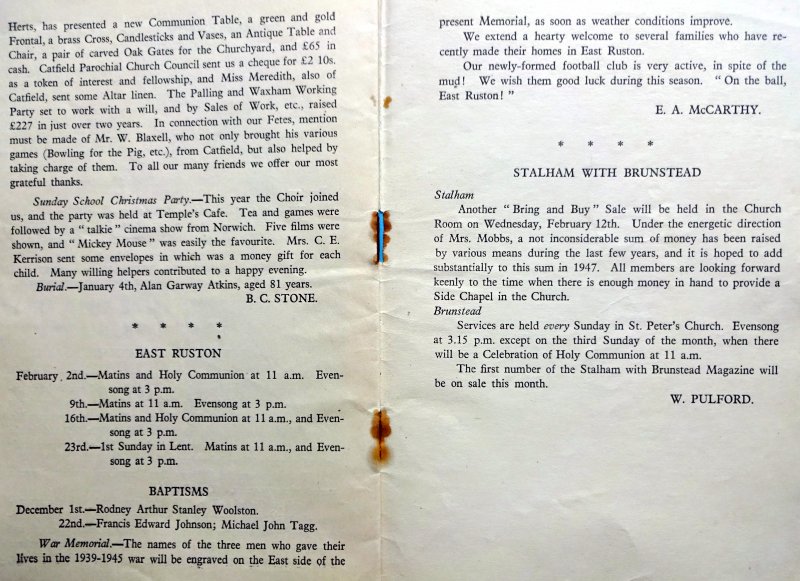 Herts, has presented a new Communion Table, a green and gold
Frontal, a brass Cross, Candlesticks and Vases, an Antique Table and
Chair, a pair of carved Oak Gates for the Churchyard, and £65 in
cash. Catfield Parochial Church Council sent us a cheque for £2 10s.
as a token of interest and fellowship, and Miss Meredith, also of
Catfield, sent some Altar linen. The Palling and Waxham Working
Party set to work with a will, and by Sales of Work, etc., raised
£227 in just over two years. In connection with our Fetes, mention
must be made of Mr. W. Blaxell, who not only brought his various
games (Bowling for the Pig, etc.), from Catfield, but also helped by
taking charge of them. To all our many friends we offer our most
grateful thanks.
Sunday School Christmas Party.—This year the Choir joined
us, and the party was held at Temple's Cafe. Tea and games were
followed by a "talkie" cinema show from Norwich. Five films were
shown, and "Mickey Mouse" was easily the favourite. Mrs. C. E.
Kerrison sent some envelopes in which was a money gift for each
child. Many willing helpers contributed to a happy evening.
Burial.—January 4th, Alan Garway Atkins, aged 81 years.
B. C. STONE.
* * * *
EAST RUSTON
February 2nd.—Matins and Holy Communion at 11 a.m. Even-
song at 3 p.m.
9th.—Matins at 11 a.m. Evensong at 3 p.m.
16th.—Matins and Holy Communion at 11 a.m., and Even-
song at 3 p.m.
23rd.—1st Sunday in Lent. Matins at 11 a.m., and Even-
song at 3 p.m.
BAPTISMS
December 1st.—Rodney Arthur Stanley Woolston.
22nd.—Francis Edward Johnson; Michael John Tagg.
War Memorial.—The names of the three men who gave their
lives in the 1939-1945 war will be engraved on the East side of the
present Memorial, as soon as weather conditions improve.
We extend a hearty welcome to several families who have re-
cently made their homes in East Ruston.
Our newly-formed football club is very active, in spite of the
mud! We wish them good luck during this season. "On the ball,
East Ruston!"
E. A. McCARTHY.
* * * *
STALHAM WITH BRUNSTEAD
Stalham
Another "Bring and Buy" Sale will be held in the Church
Room on Wednesday, February 12th. Under the energetic direction
of Mrs. Mobbs, a not inconsiderable sum of money has been raised
by various means during the last few years, and it is hoped to add
substantially to this sum in 1947. All members are looking forward
keenly to the time when there is enough money in hand to provide a
Side Chapel in the Church.
Brunstead
Services are held every Sunday in St. Peter's Church. Evensong
at 3.15 p.m. except on the third Sunday of the month, when there
will be a Celebration of Holy Communion at 11 a.m.
The first number of the Stalham with Brunstead Magazine will
be on sale this month.
W. PULFORD.